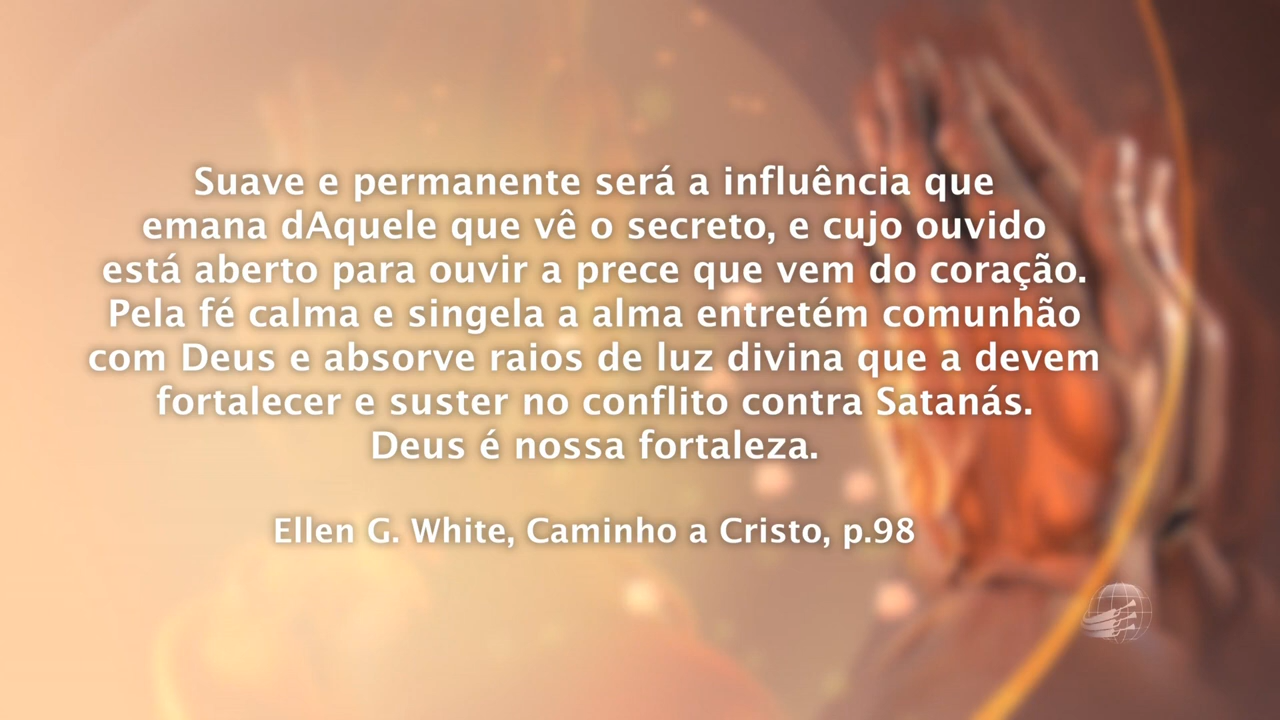 Suave e permanente será a influência que
emana dAquele que vê o secreto, e cujo ouvido
está aberto para ouvir a prece que vem do coração.
Pela fé calma e singela a alma entretém comunhão
com Deus e absorve raios de luz divina que a devem
fortalecer e suster no conflito contra Satanás.
Deus é nossa fortaleza.
Ellen G. White, Caminho a Cristo, p.98